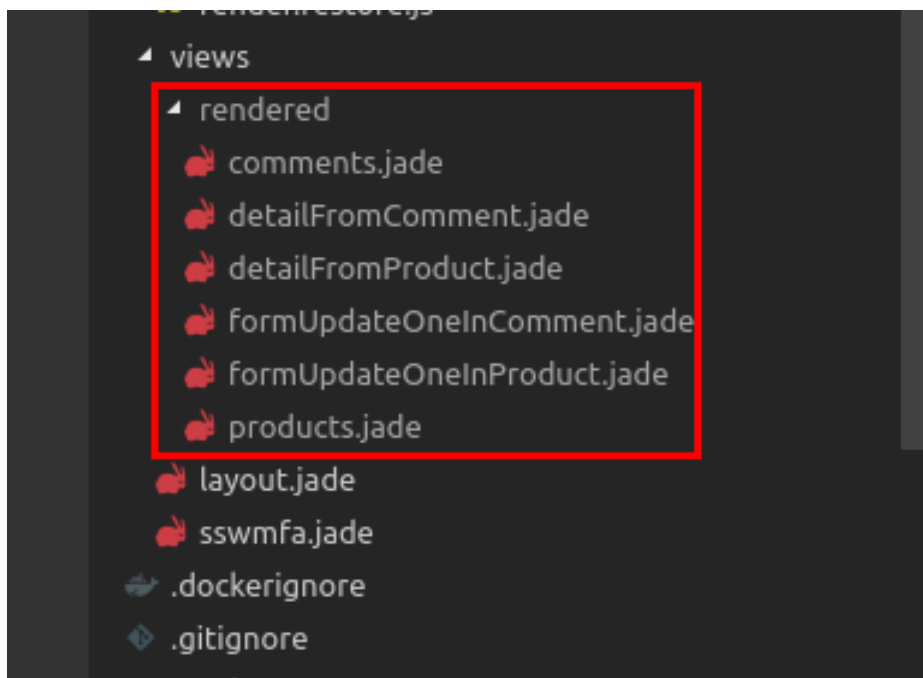 views
rendered
comments.jade
detailFromComment.jade
detailFromProduct.jade
formUpdateOneInComment.jade
formUpdateOneInProduct.jade
products.jade
layout.jade
sswmfa.jade
.dockerignore
.gitignore